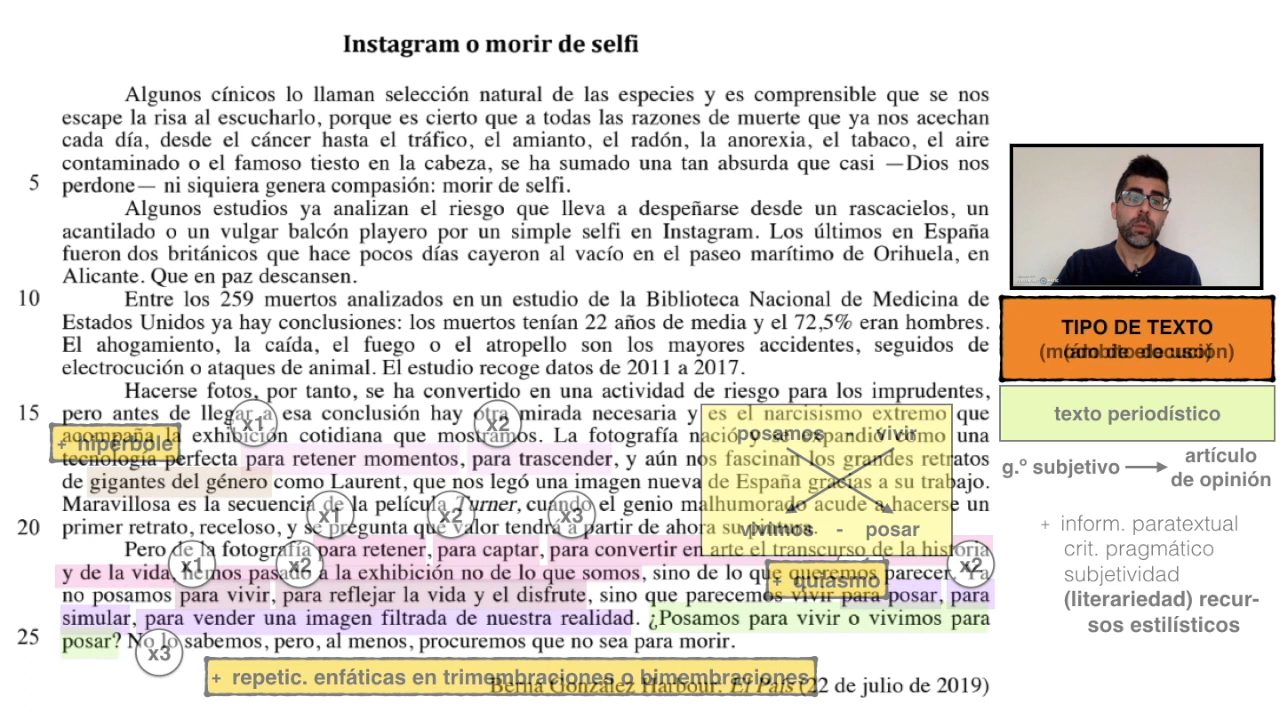 Instagram o morir de selfi
Algunos cínicos lo llaman selección natural de las especies y es comprensible que se nos
escape la risa al escucharlo, porque es cierto que a todas las razones de muerte que ya nos acechan
cada día, desde el cáncer hasta el tráfico, el amianto, el radón, la anorexia, el tabaco, el aire
contaminado o el famoso tiesto en la cabeza, se ha sumado una tan absurda que casi —Dios nos
5 perdone— ni siquiera genera compasión: morir de selfi.
Algunos estudios ya analizan el riesgo que lleva a despeñarse desde un rascacielos, un
acantilado o un vulgar balcón playero por un simple selfi en Instagram. Los últimos en España
fueron dos británicos que hace pocos días cayeron al vacío en el paseo marítimo de Orihuela, en
Alicante. Que en paz descansen.
10 Entre los 259 muertos analizados en un estudio de la Biblioteca Nacional de Medicina de
Estados Unidos ya hay conclusiones: los muertos tenían 22 años de media y el 72,5% eran hombres.
El ahogamiento, la caída, el fuego o el atropello son los mayores accidentes, seguidos de
electrocución o ataques de animal. El estudio recoge datos de 2011 a 2017.
Hacerse fotos, por tanto, se ha convertido en una actividad de riesgo para los imprudentes,
15 pero antes de llegar a esa conclusión hay otra mirada necesaria y es el narcisismo extremo que
acompaña la exhibición cotidiana que mostramos. La fotografía nació y se expandió como una
tecnología perfecta para retener momentos, para trascender, y aún nos fascinan los grandes retratos
de gigantes del género como Laurent, que nos legó una imagen nueva de España gracias a su trabajo.
Maravillosa es la secuencia de la película Turner, cuando el genio malhumorado acude a hacerse un
20 primer retrato, receloso, y se pregunta qué valor tendrá a partir de ahora su pintura.
Pero de la fotografía para retener, para captar, para convertir en arte el transcurso de la historia
y de la vida, hemos pasado a la exhibición no de lo que somos, sino de lo que queremos parecer. Ya
no posamos para vivir, para reflejar la vida y el disfrute, sino que parecemos vivir para posar, para
simular, para vender una imagen filtrada de nuestra realidad. ¿Posamos para vivir o vivimos para
25 posar? No lo sabemos, pero, al menos, procuremos que no sea para morir.
Berna González Harbour. El País (22 de julio de 2019)
+ hipérbole
x1
x2
posamos - vivir
vivimos - posar
x1
x2
x3
x1
x2
+ quiasmo
x2
x3
+ repetic. enfáticas en trimembraciones o bimembraciones
TIPO DE TEXTO
texto periodístico
g.º subjetivo
artículo
de opinión
+ inform. paratextual
crit. pragmático
subjetividad
(literariedad) recur-
sos estilísticos